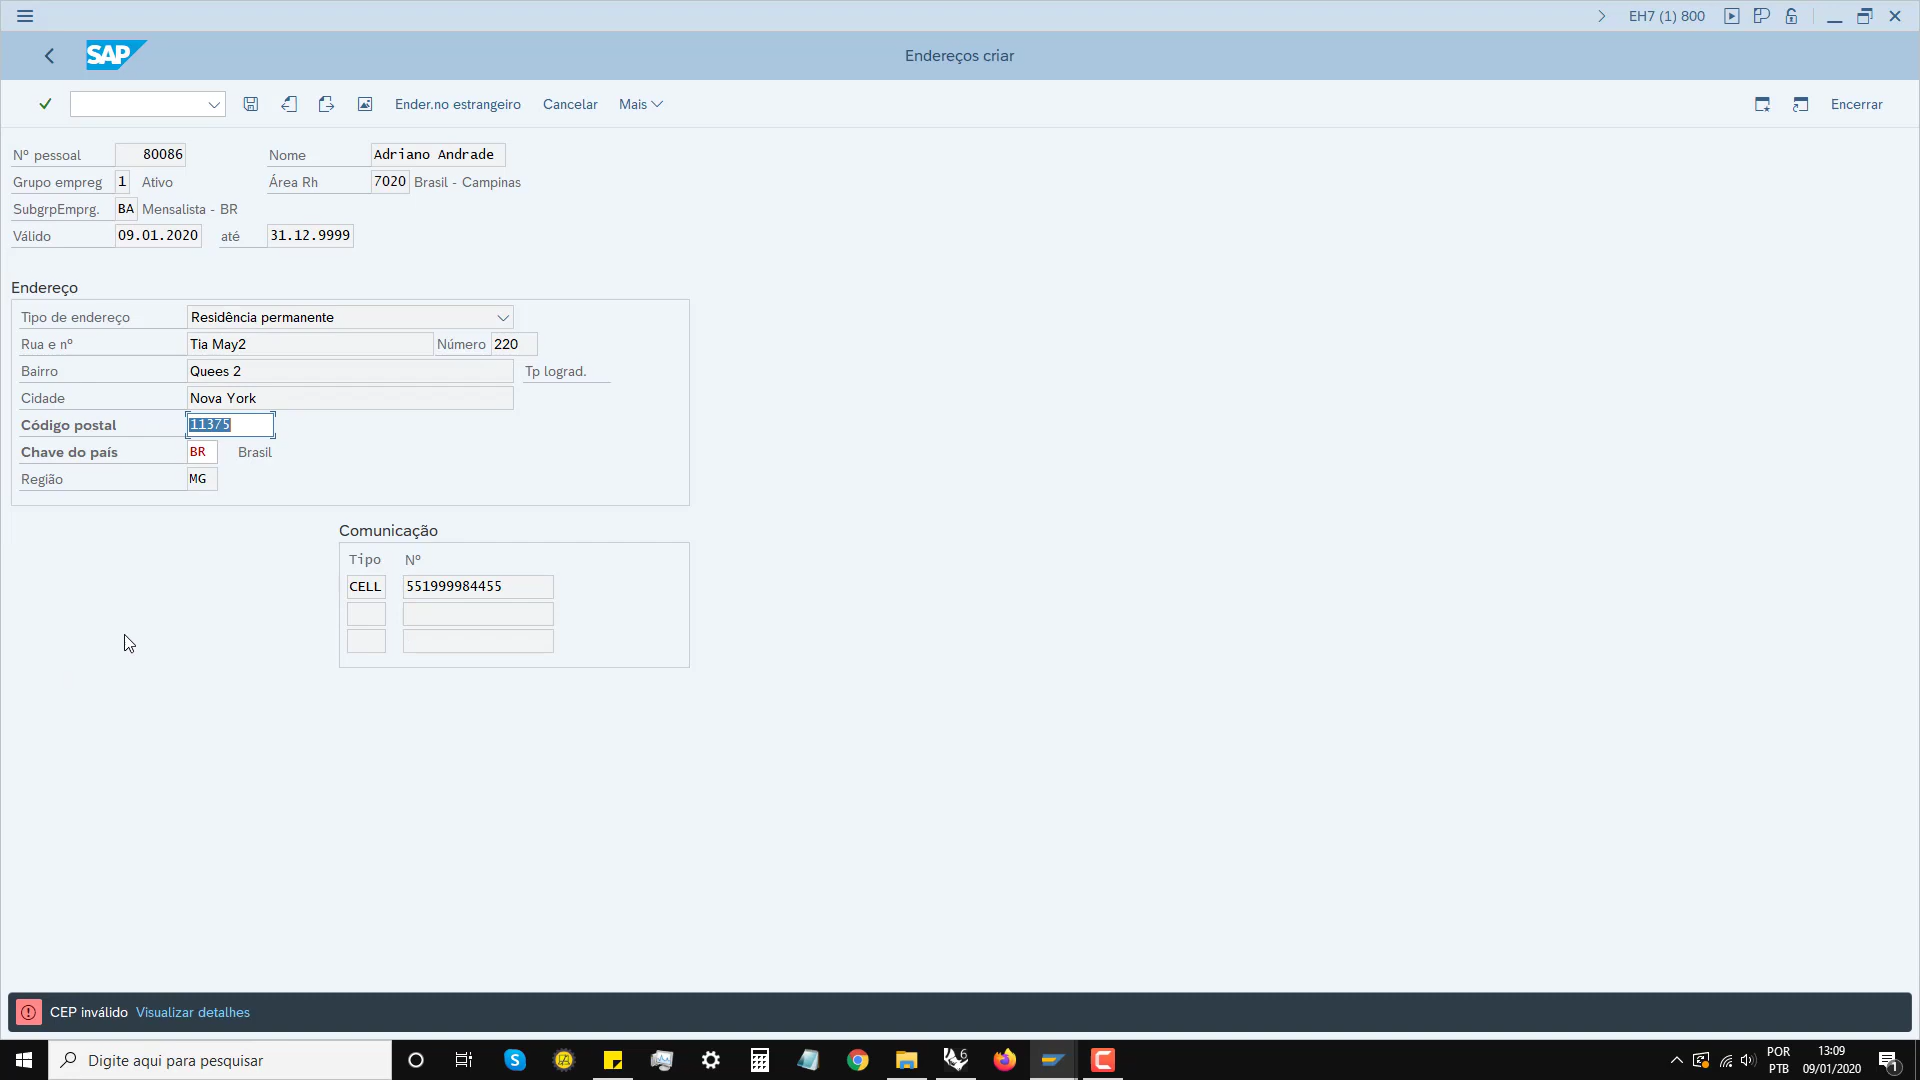 EH7 (1) 800
SAP
Endereços criar
Ender.no estrangeiro Cancelar Mais Encerrar
Nº pessoal 80086 Nome Adriano Andrade
Grupo empreg 1 Ativo Área Rh 7020 Brasil - Campinas
SubgrpEmprg. BA Mensalista - BR
Válido 09.01.2020 até 31.12.9999
Endereço
Tipo de endereço Residência permanente
Rua e nº Tia May2 Número 220
Bairro Quees 2 Tp lograd.
Cidade Nova York
Código postal 11375
Chave do país BR Brasil
Região MG
Comunicação
Tipo Nº
CELL 551999984455
CEP inválido Visualizar detalhes
Digite aqui para pesquisar
POR 13:09
PTB 09/01/2020 1